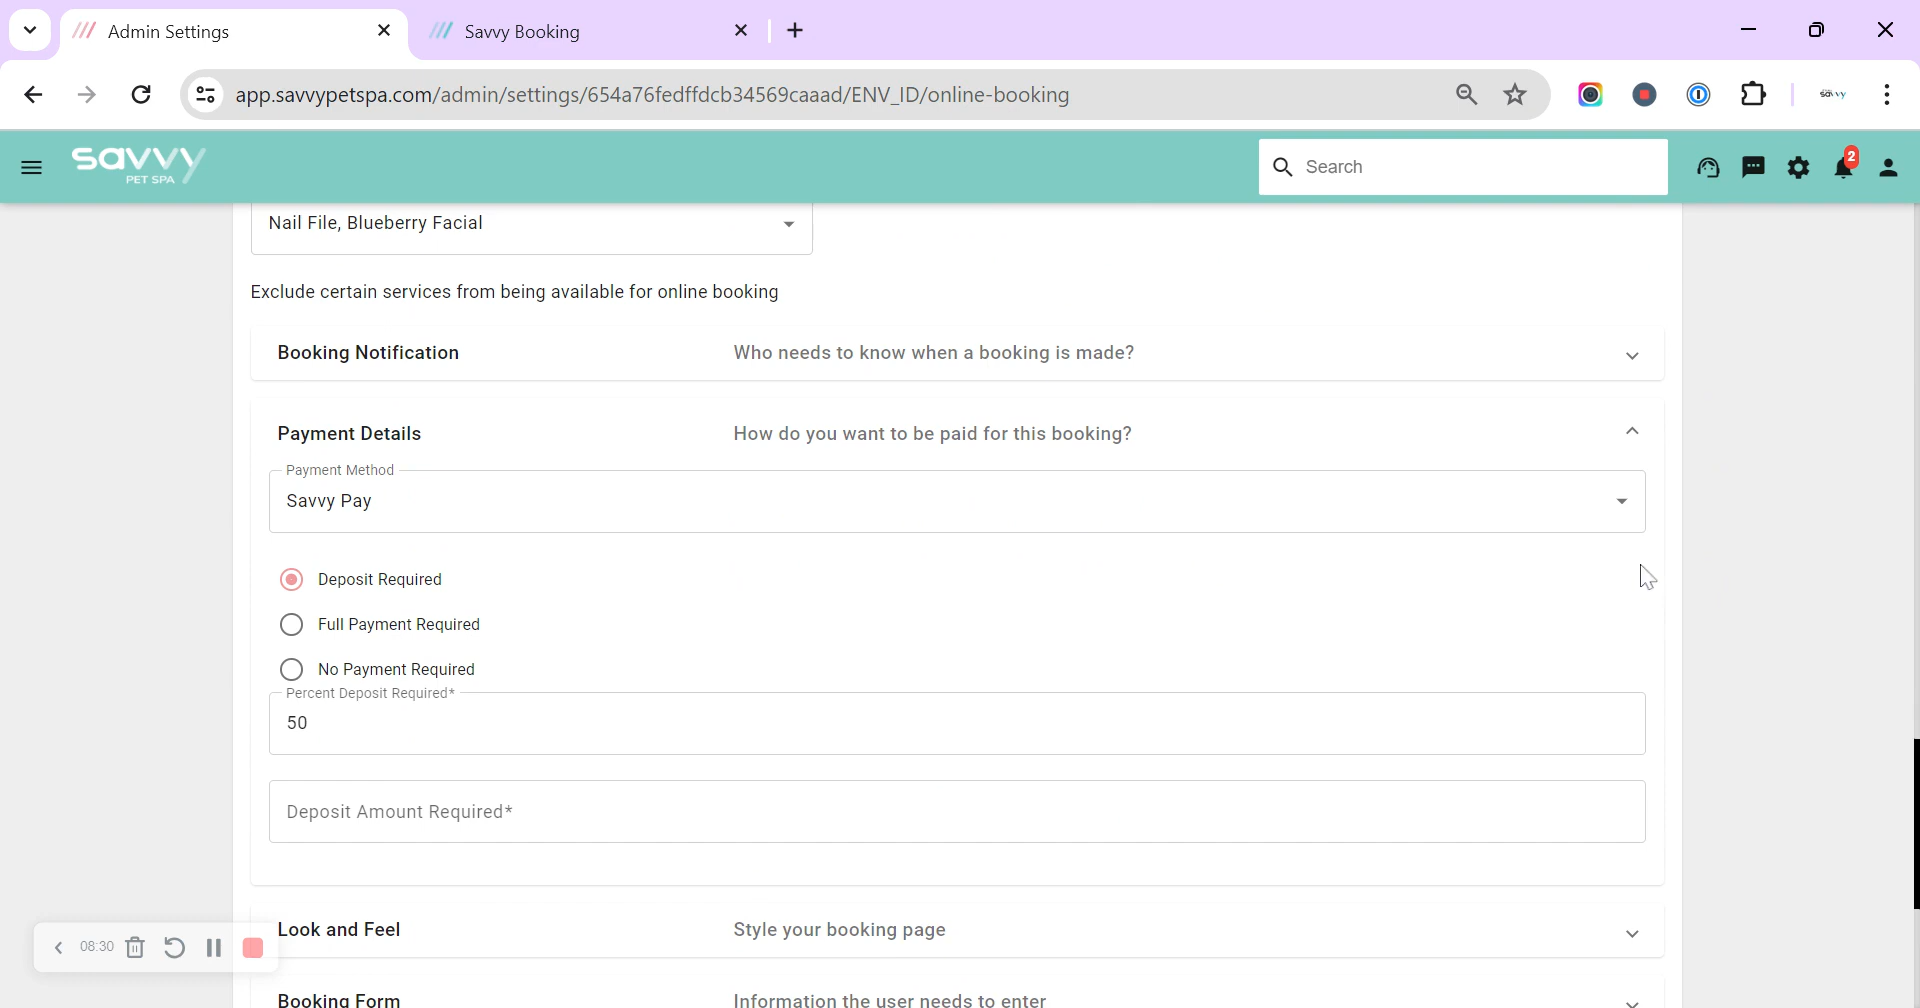 Admin Settings
Savvy Booking
app.savvypetspa.com/admin/settings/654a76fedffdcb34569caaad/ENV_ID/online-booking
savvy
savvy
PET SPA
Search
2
Nail File, Blueberry Facial
Exclude certain services from being available for online booking
Booking Notification
Who needs to know when a booking is made?
Payment Details
How do you want to be paid for this booking?
Payment Method
Savvy Pay
Deposit Required
Full Payment Required
No Payment Required
Percent Deposit Required*
50
Deposit Amount Required*
Look and Feel
Style your booking page
08:30
Booking Form
Information the user needs to enter